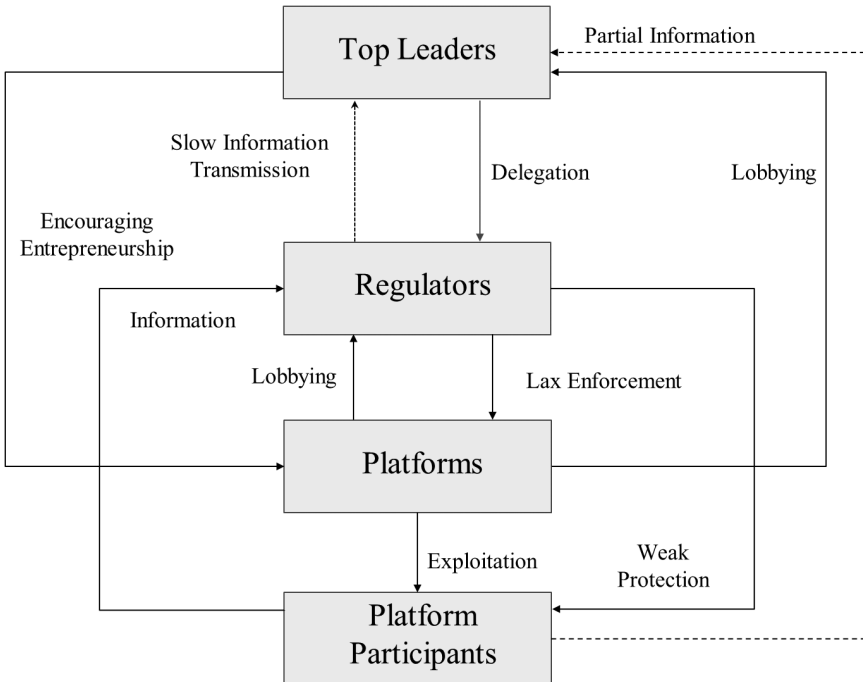 Partial Information
Top Leaders
Slow Information
Transmission
Delegation
Lobbying
Encouraging
Entrepreneurship
Regulators
Information
Lobbying
Lax Enforcement
Platforms
Exploitation
Weak
Protection
Platform
Participants